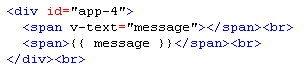 <div id="app-4">
  <span v-text="message"></span><br>
  <span>{{ message }}</span><br>
</div><br>